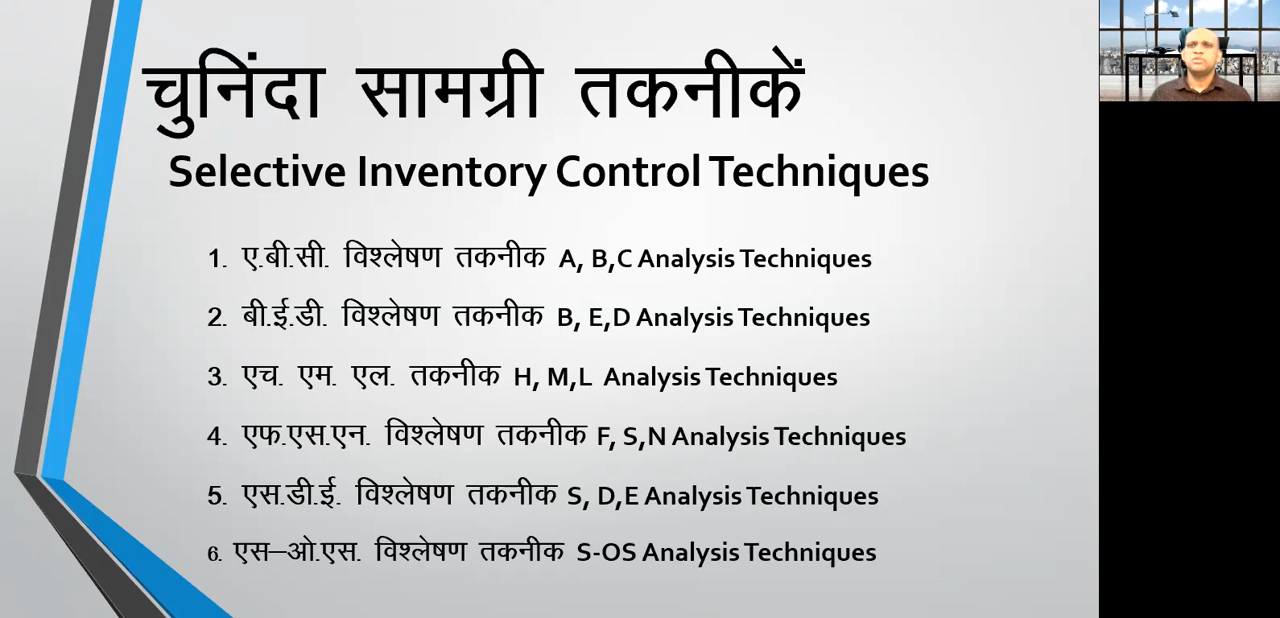 चुनिंदा सामग्री तकनीकें
Selective Inventory Control Techniques
1. ए.बी.सी. विश्लेषण तकनीक A, B,C Analysis Techniques
2. बी.ई.डी. विश्लेषण तकनीक B, E,D Analysis Techniques
3. एच. एम. एल. तकनीक H, M,L Analysis Techniques
4. एफ.एस.एन. विश्लेषण तकनीक F, S,N Analysis Techniques
5. एस.डी.ई. विश्लेषण तकनीक S, D,E Analysis Techniques
6. एस–ओ.एस. विश्लेषण तकनीक S-OS Analysis Techniques